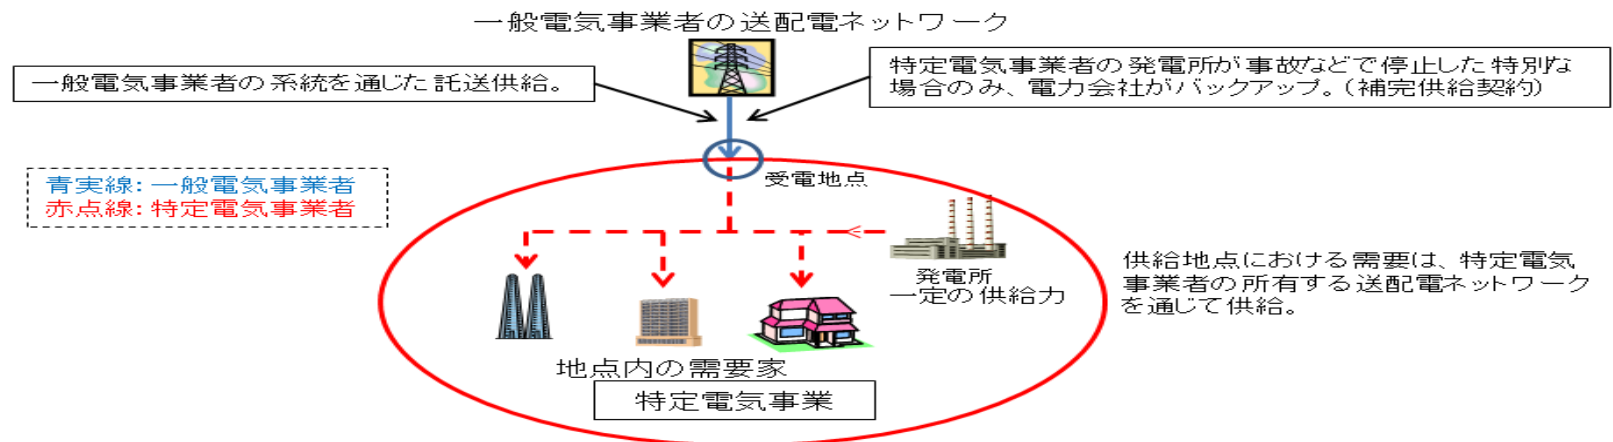 一般電気事業者の送配電ネットワーク
一般電気事業者の系統を通じた託送供給。
特定電気事業者の発電所が事故などで停止した特別な
場合のみ、電力会社がバックアップ。(補完供給契約)
青実線:一般電気事業者
赤点線:特定電気事業者
受電地点
発電所
一定の供給力
供給地点における需要は、特定電気
事業者の所有する送配電ネットワーク
を通じて供給。
地点内の需要家
特定電気事業